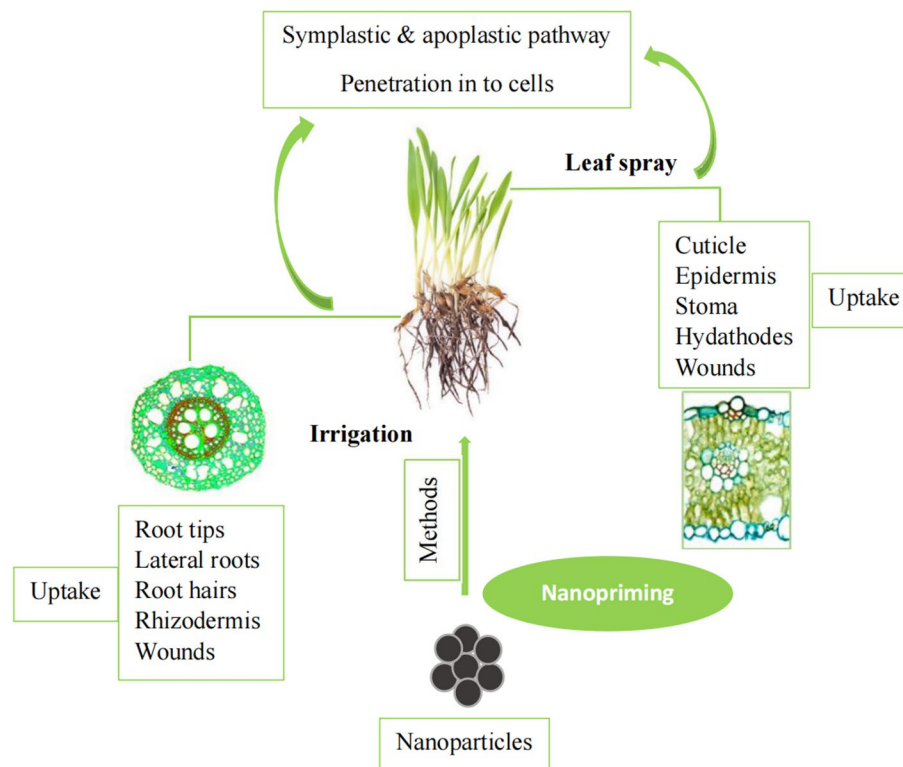 Symplastic & apoplastic pathway
Penetration in to cells
Leaf spray
Cuticle
Epidermis
Stoma
Hydathodes
Wounds
Uptake
Irrigation
Methods
Root tips
Lateral roots
Root hairs
Rhizodermis
Wounds
Uptake
Nanopriming
Nanoparticles